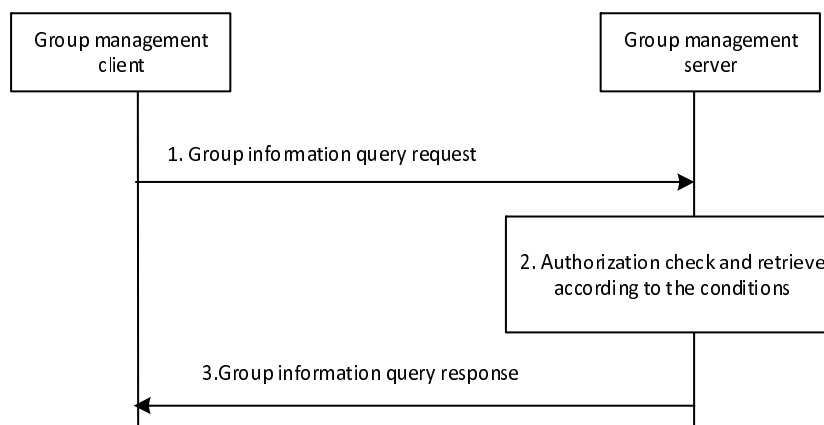 Group management
client
Group management
server
1. Group information query request
2. Authorization check and retrieve
according to the conditions
3.Group information query response